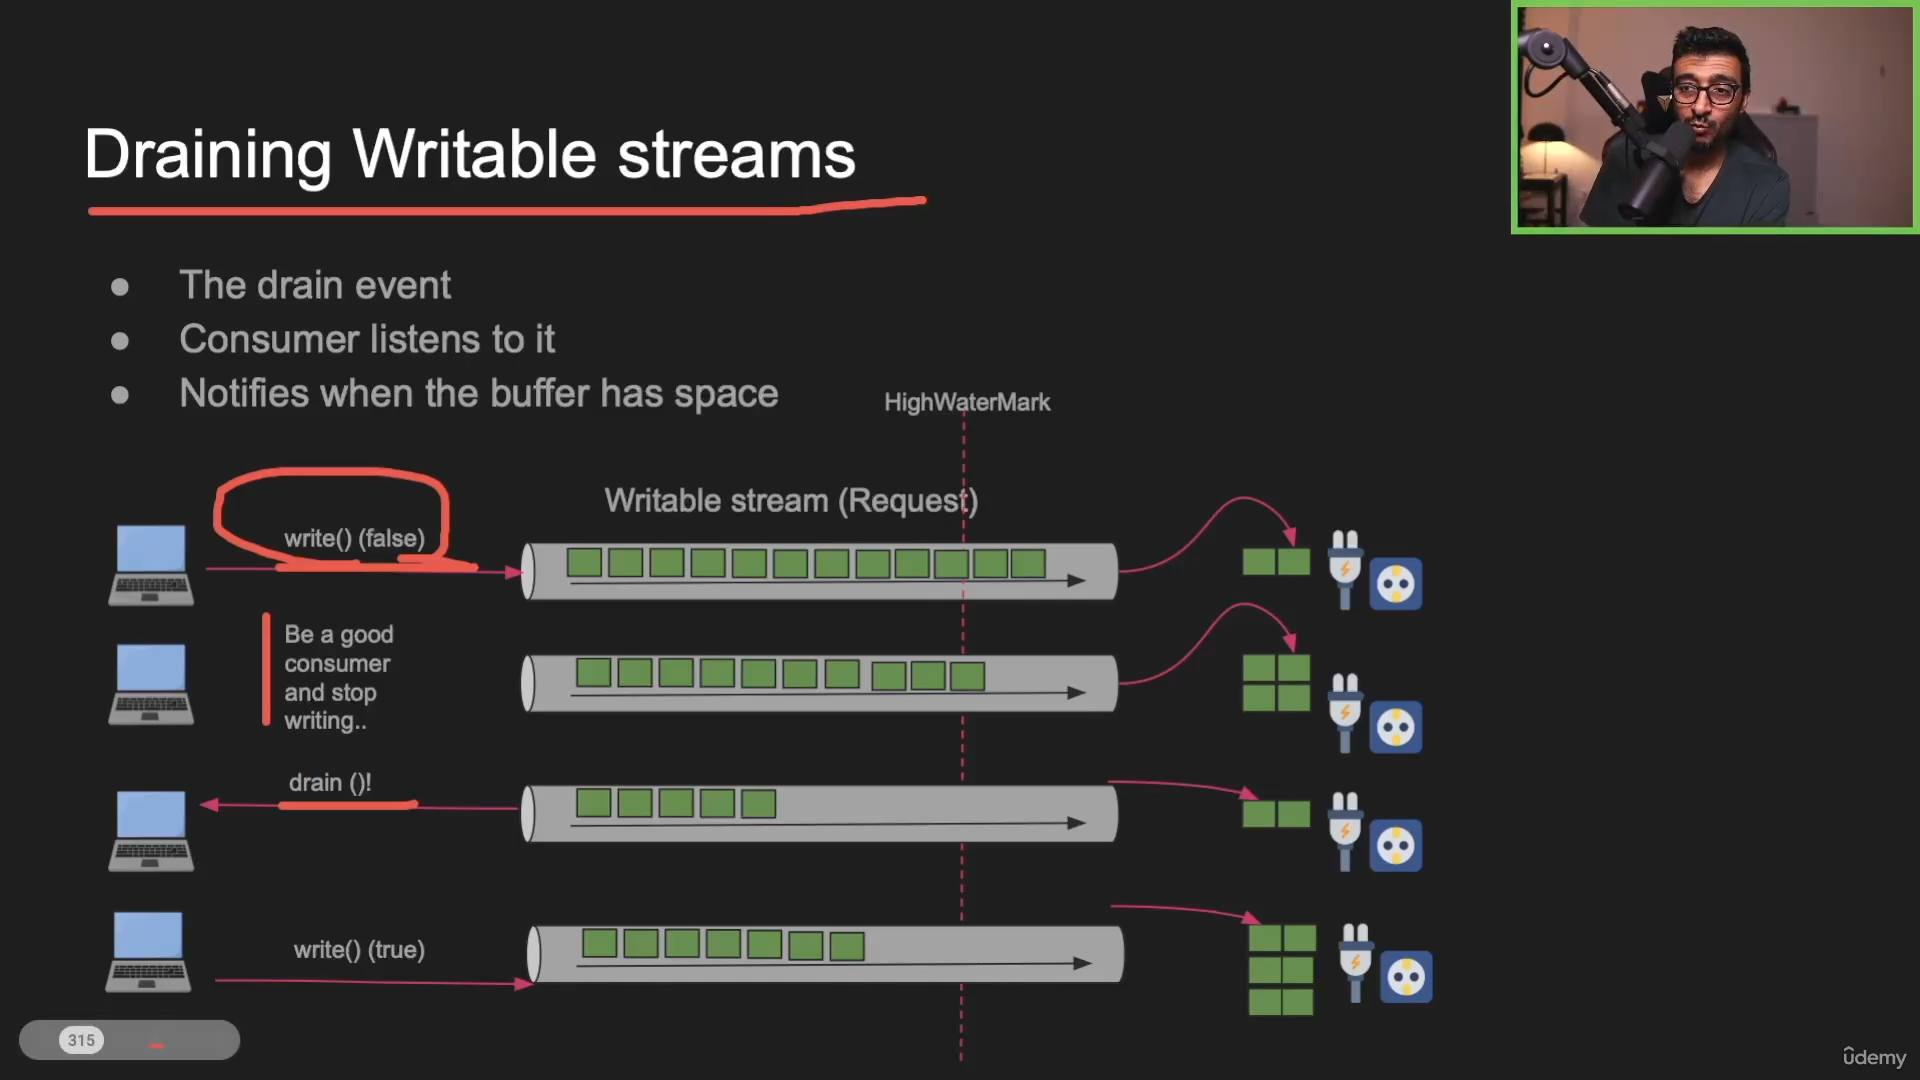 Draining Writable streams
● The drain event
● Consumer listens to it
● Notifies when the buffer has space
HighWaterMark
Writable stream (Request)
write() (false)
Be a good
consumer
and stop
writing..
drain ()!
write() (true)
315
ûdemy